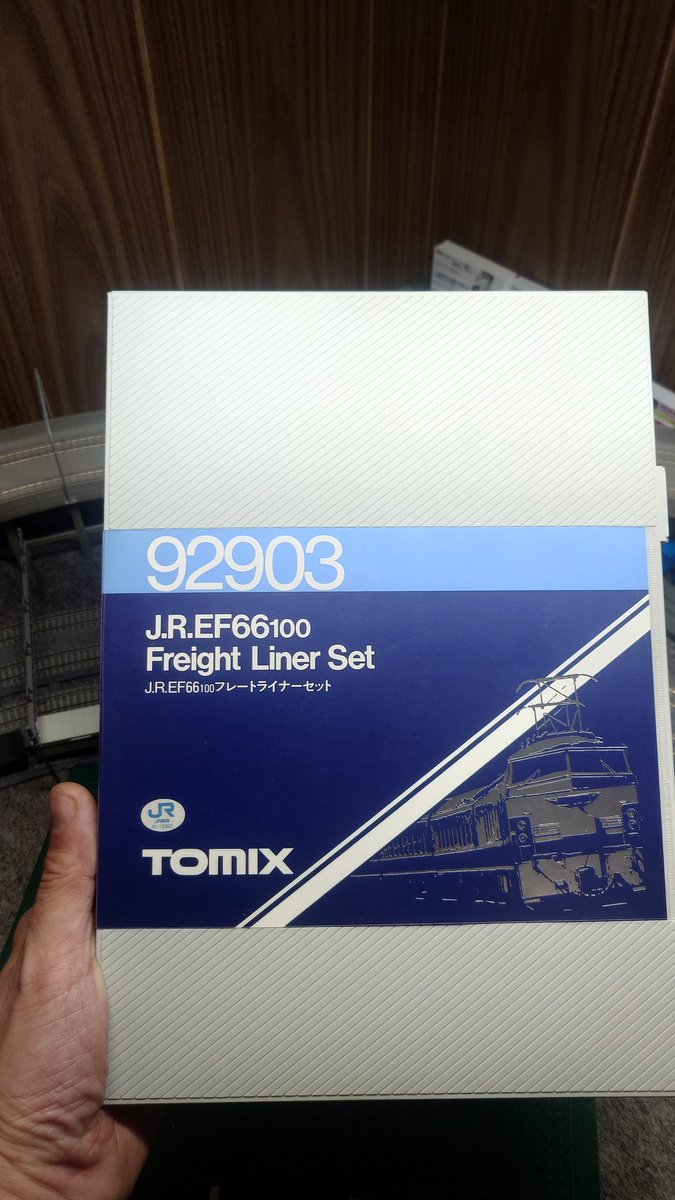 92903
J.R.EF66100
Freight Liner Set
J.R.EF66100フレートライナーセット
JR
TOMIX